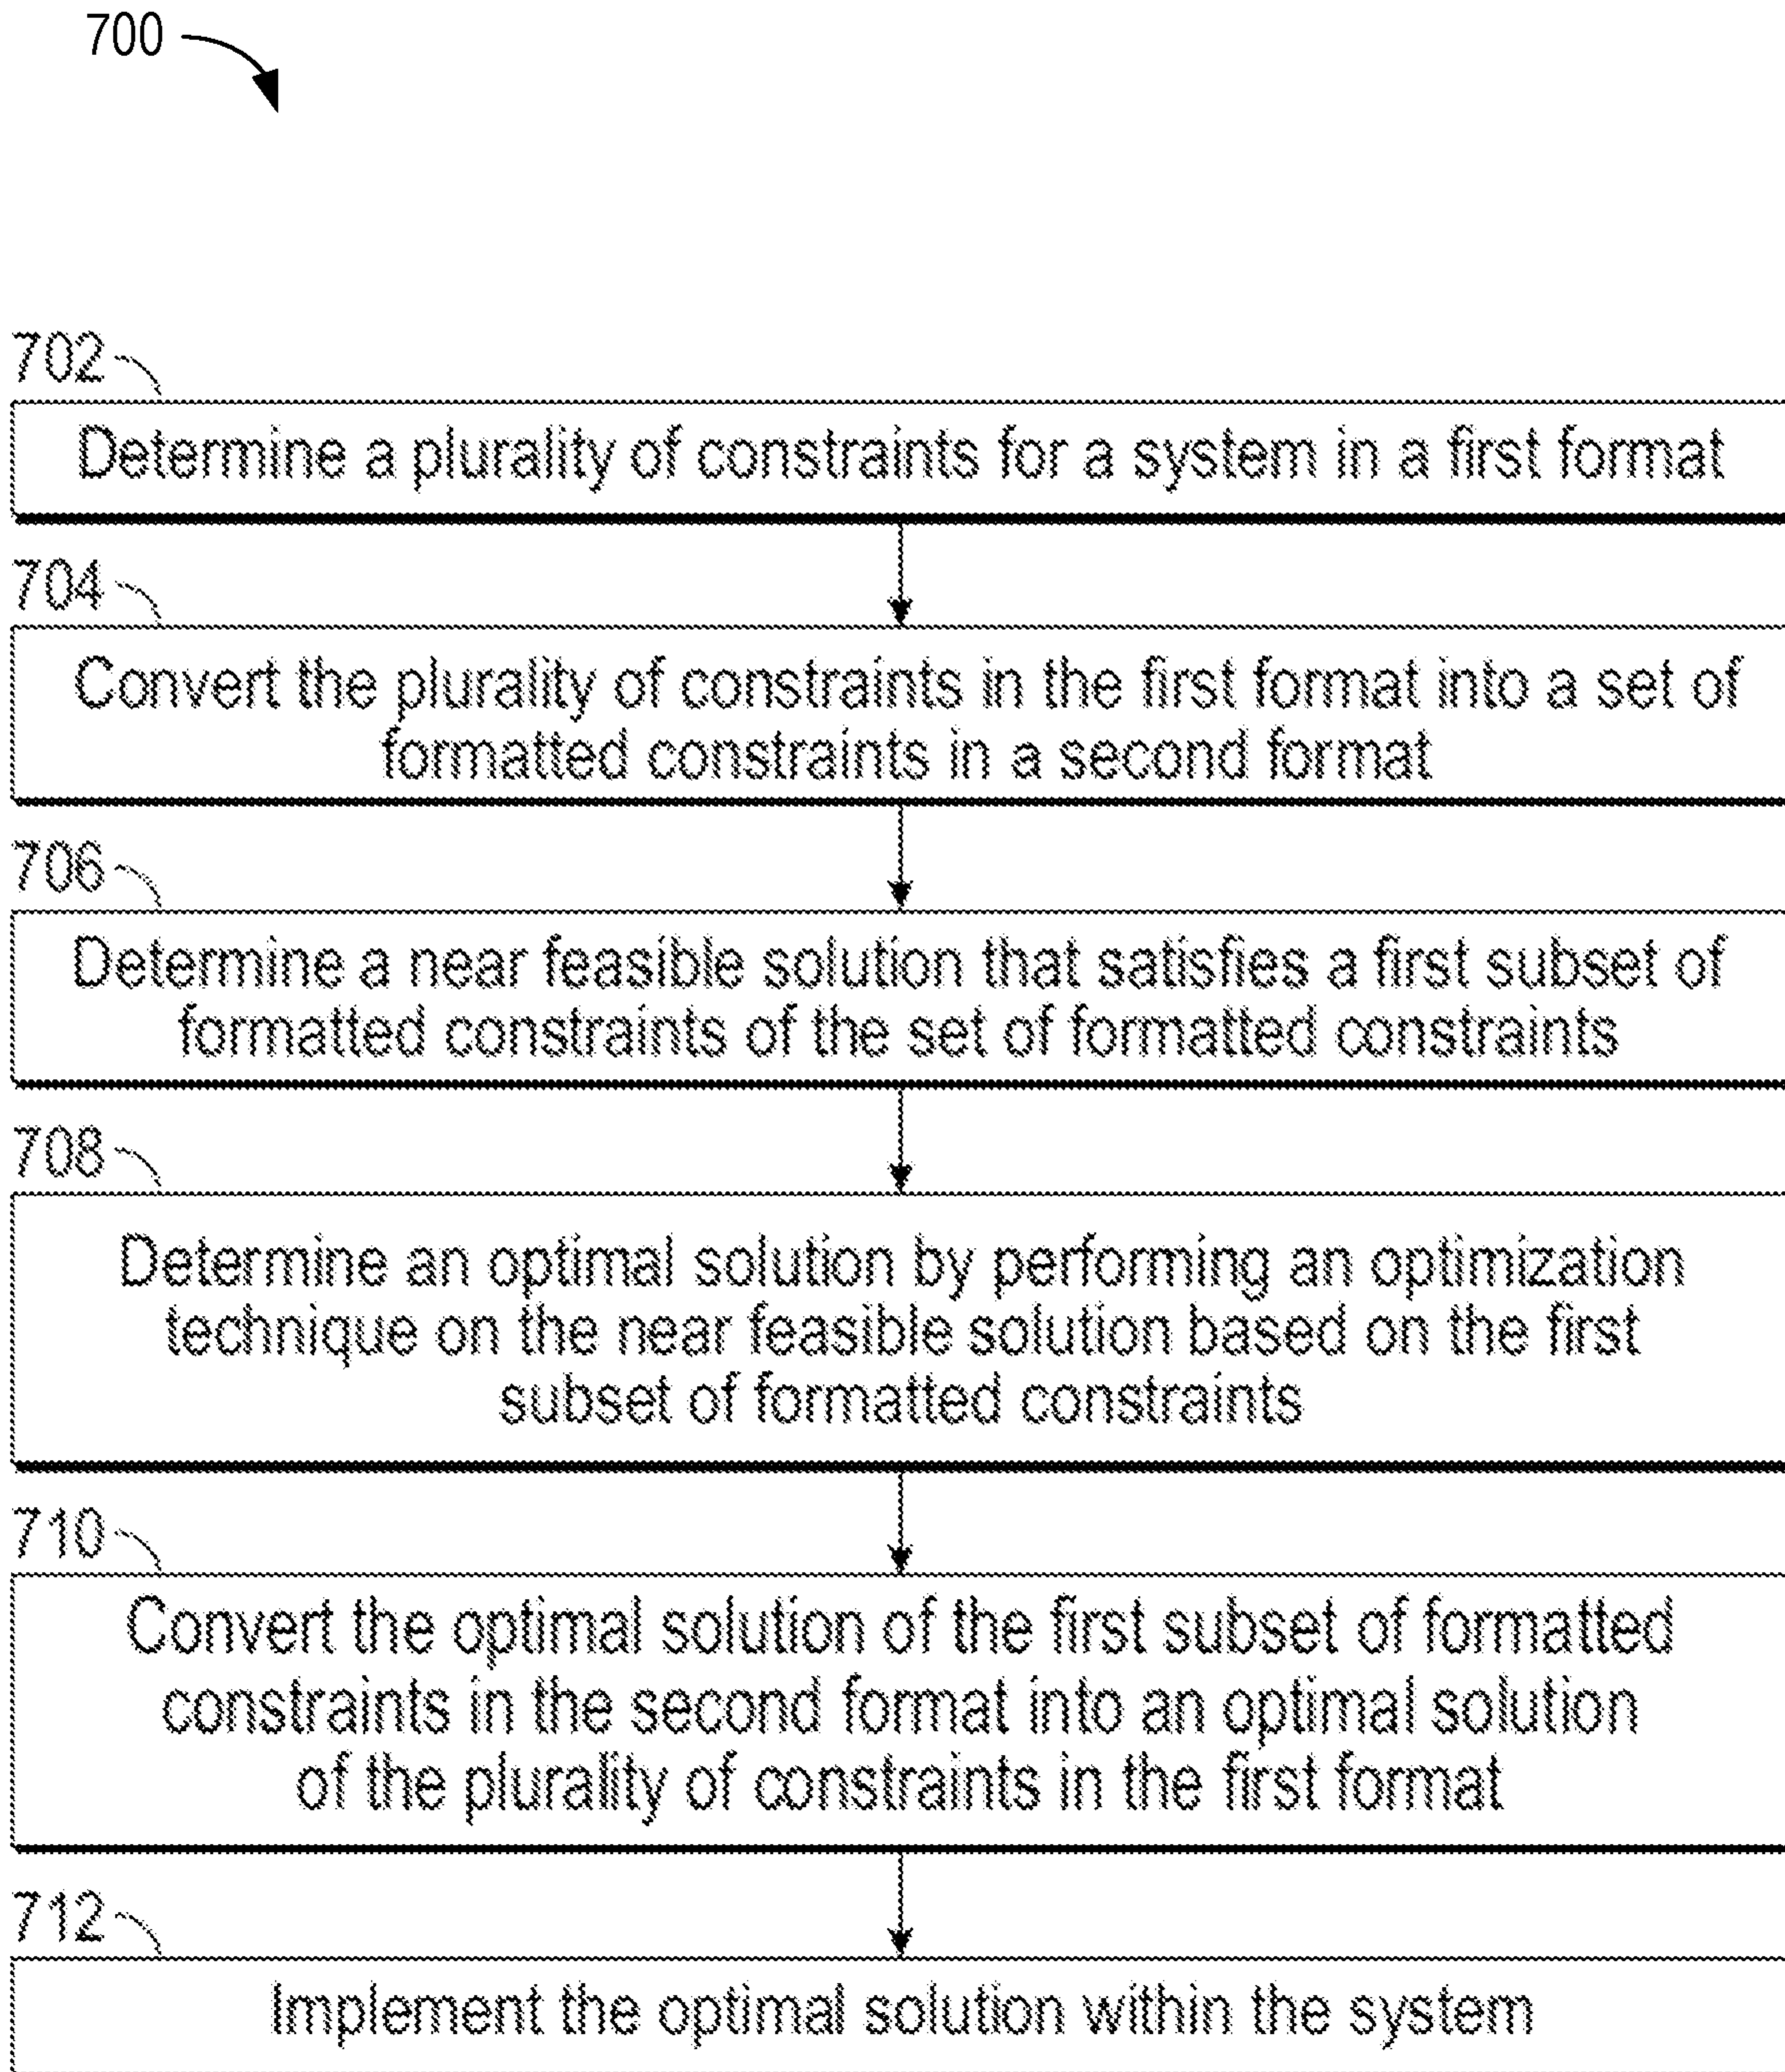 700
702
Determine a plurality of constraints for a system in a first format
704
Convert the plurality of constraints in the first format into a set of
formatted constraints in a second format
706
Determine a near feasible solution that satisfies a first subset of
formatted constraints of the set of formatted constraints
708
Determine an optimal solution by performing an optimization
technique on the near feasible solution based on the first
subset of formatted constraints
710
Convert the optimal solution of the first subset of formatted
constraints in the second format into an optimal solution
of the plurality of constraints in the first format
712
Implement the optimal solution within the system